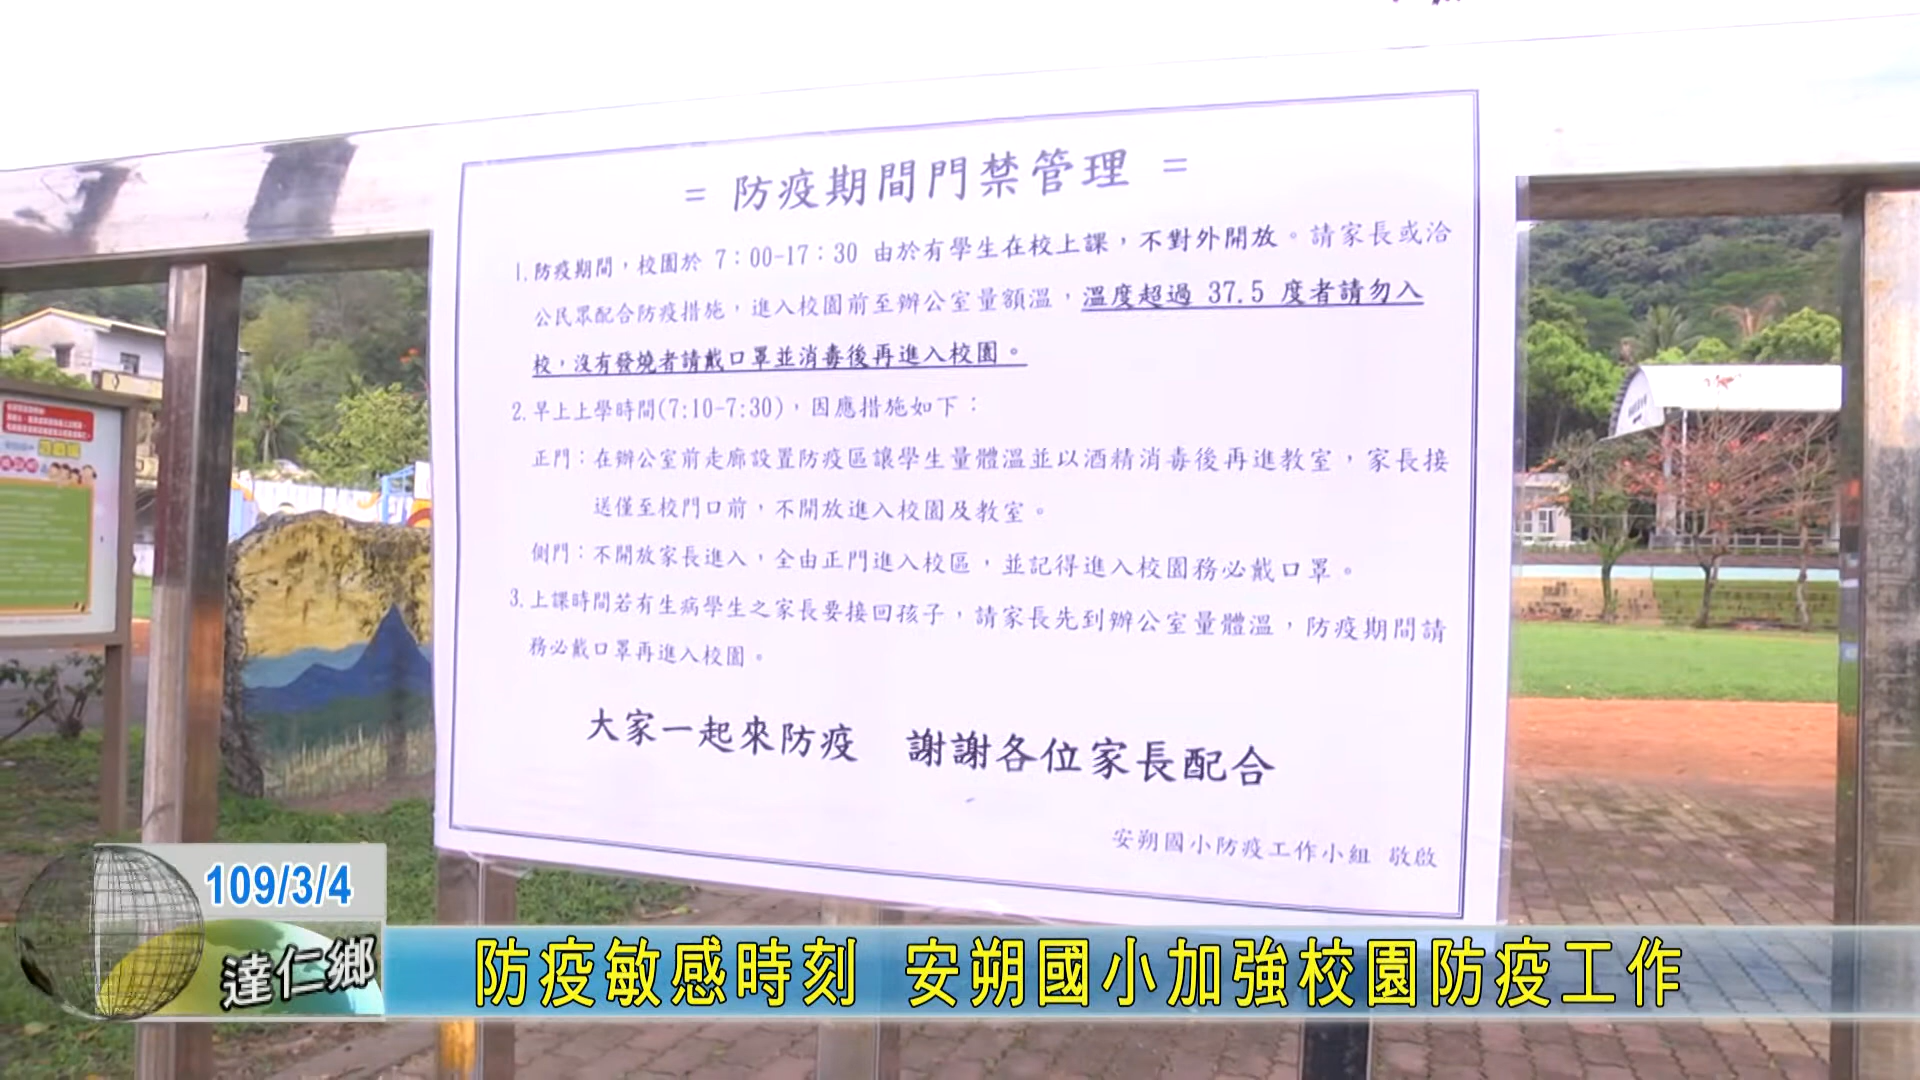 = 防疫期間門禁管理 =
1.防疫期間，校園於 7：00-17：30 由於有學生在校上課，不對外開放。請家長或洽
公民眾配合防疫措施，進入校園前至辦公室量額溫，溫度超過 37.5 度者請勿入
校，沒有發燒者請戴口罩並消毒後再進入校園。
2.早上上學時間(7:10-7:30)，因應措施如下：
正門：在辦公室前走廊設置防疫區讓學生量體溫並以酒精消毒後再進教室，家長接
送僅至校門口前，不開放進入校園及教室。
側門：不開放家長進入，全由正門進入校區，並記得進入校園務必戴口罩。
3.上課時間若有生病學生之家長要接回孩子，請家長先到辦公室量體溫，防疫期間請
務必戴口罩再進入校園。
大家一起來防疫 謝謝各位家長配合
安朔國小防疫工作小組 敬啟
109/3/4
達仁鄉
防疫敏感時刻 安朔國小加強校園防疫工作